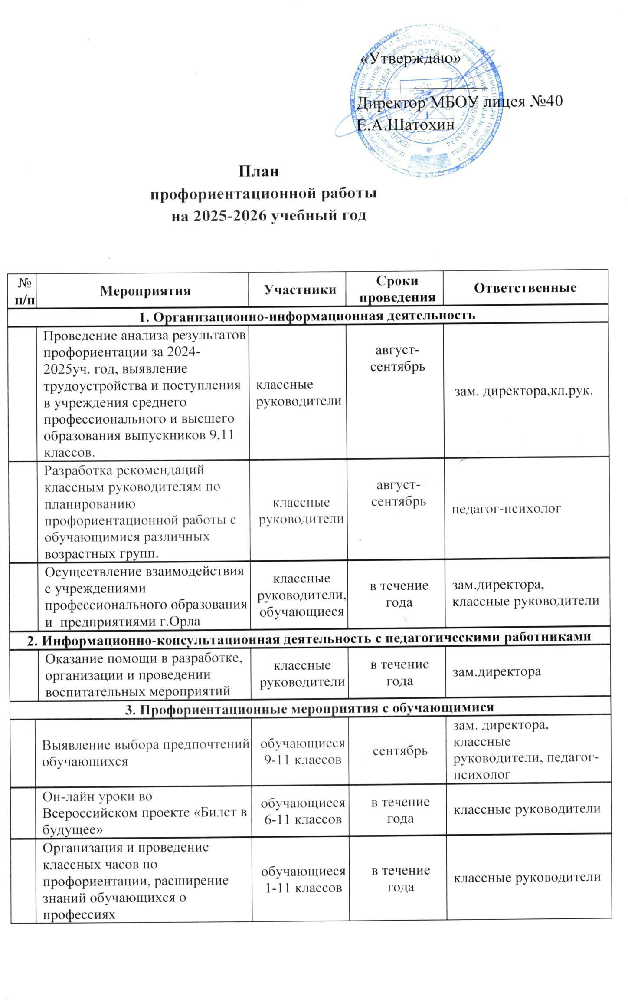 «Утверждаю»
Директор МБОУ лицея №40
Е.А.Шатохин
План
профориентационной работы
на 2025-2026 учебный год
№
п/п
Мероприятия
Участники
Сроки
проведения
Ответственные
1. Организационно-информационная деятельность
Проведение анализа результатов
профориентации за 2024-
2025уч. год, выявление
трудоустройства и поступления
в учреждения среднего
профессионального и высшего
образования выпускников 9,11
классов.
классные
руководители
август-
сентябрь
зам. директора,кл.рук.
Разработка рекомендаций
классным руководителям по
планированию
профориентационной работы с
обучающимися различных
возрастных групп.
классные
руководители
август-
сентябрь
педагог-психолог
Осуществление взаимодействия
с учреждениями
профессионального образования
и предприятиями г.Орла
классные
руководители,
обучающиеся
в течение
года
зам.директора,
классные руководители
2. Информационно-консультационная деятельность с педагогическими работниками
Оказание помощи в разработке,
организации и проведении
воспитательных мероприятий
классные
руководители
в течение
года
зам.директора
3. Профориентационные мероприятия с обучающимися
Выявление выбора предпочтений
обучающихся
обучающиеся
9-11 классов
сентябрь
зам. директора,
классные
руководители, педагог-
психолог
Он-лайн уроки во
Всероссийском проекте «Билет в
будущее»
обучающиеся
6-11 классов
в течение
года
классные руководители
Организация и проведение
классных часов по
профориентации, расширение
знаний обучающихся о
профессиях
обучающиеся
1-11 классов
в течение
года
классные руководители